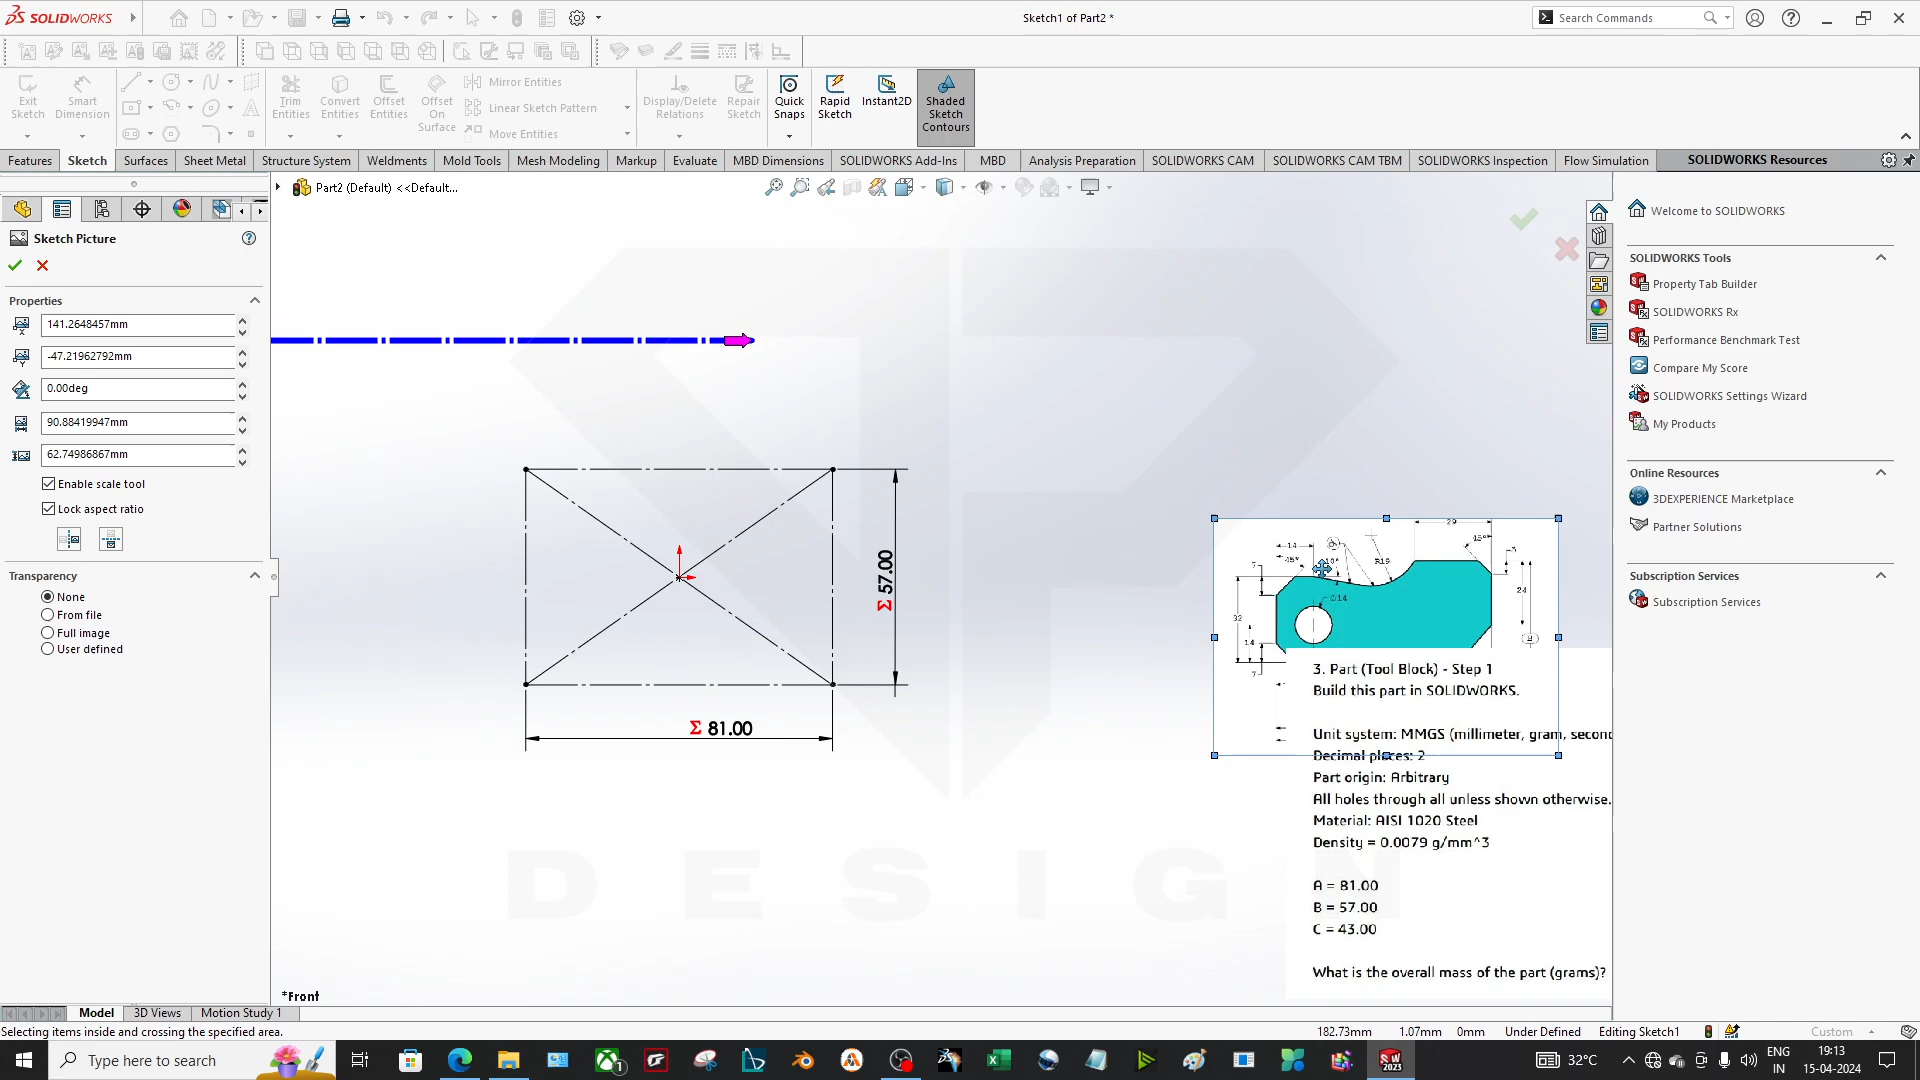 SOLIDWORKS
Sketch1 of Part2 *
Search Commands
Exit Sketch
Smart Dimension
Trim Entities
Convert Entities
Offset Entities
Offset On Surface
Mirror Entities
Linear Sketch Pattern
Move Entities
Display/Delete Relations
Repair Sketch
Quick Snaps
Rapid Sketch
Instant2D
Shaded Sketch Contours
Features
Sketch
Surfaces
Sheet Metal
Structure System
Weldments
Mold Tools
Mesh Modeling
Markup
Evaluate
MBD Dimensions
SOLIDWORKS Add-Ins
MBD
Analysis Preparation
SOLIDWORKS CAM
SOLIDWORKS CAM TBM
SOLIDWORKS Inspection
Flow Simulation
SOLIDWORKS Resources
Part2 (Default) <<Default...
Sketch Picture
Properties
141.2648457mm
-47.21962792mm
0.00deg
90.88419947mm
62.74986867mm
Enable scale tool
Lock aspect ratio
Transparency
None
From file
Full image
User defined
Σ 57.00
Σ 81.00
29
14
45°
45°
R19
7
Ø14
24
32
14
7
3. Part (Tool Block) - Step 1
Build this part in SOLIDWORKS.
Unit system: MMGS (millimeter, gram, second
Decimal places: 2
Part origin: Arbitrary
All holes through all unless shown otherwise.
Material: AISI 1020 Steel
Density = 0.0079 g/mm^3
A = 81.00
B = 57.00
C = 43.00
What is the overall mass of the part (grams)?
DESIGN
*Front
Welcome to SOLIDWORKS
SOLIDWORKS Tools
Property Tab Builder
SOLIDWORKS Rx
Performance Benchmark Test
Compare My Score
SOLIDWORKS Settings Wizard
My Products
Online Resources
3DEXPERIENCE Marketplace
Partner Solutions
Subscription Services
Subscription Services
Model
3D Views
Motion Study 1
Selecting items inside and crossing the specified area.
182.73mm
1.07mm
0mm
Under Defined
Editing Sketch1
Custom
Type here to search
32°C
ENG
IN
19:13
15-04-2024